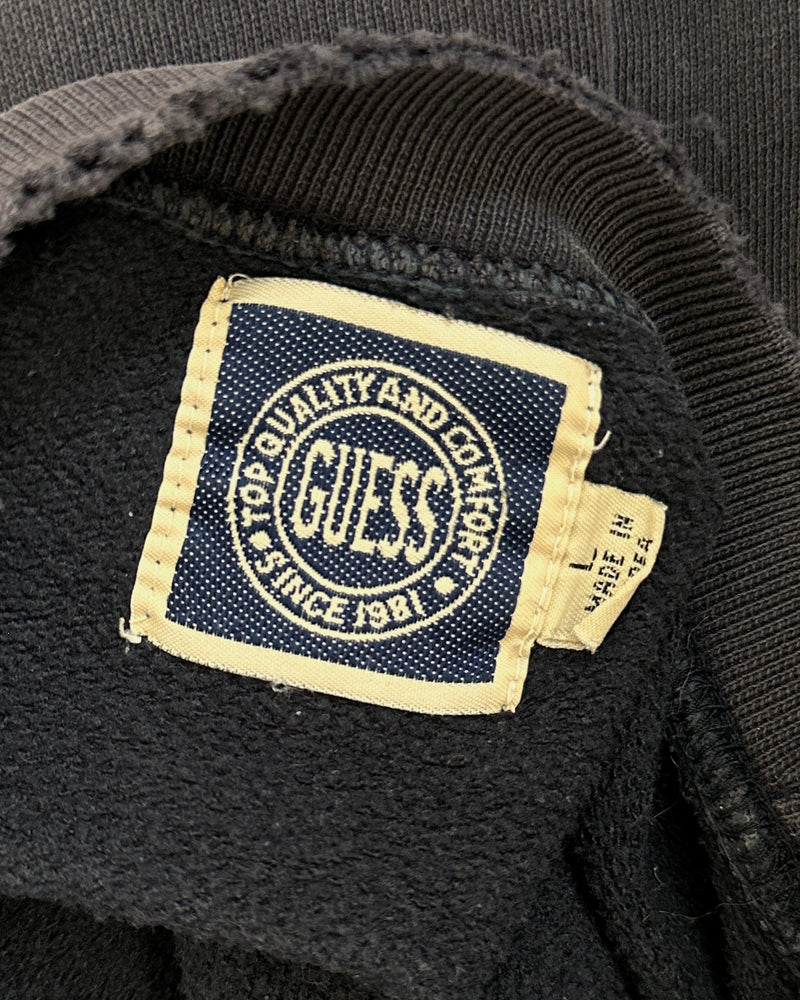 TOP QUALITY AND COMFORT
GUESS
• SINCE 1981 •
L
MADE IN